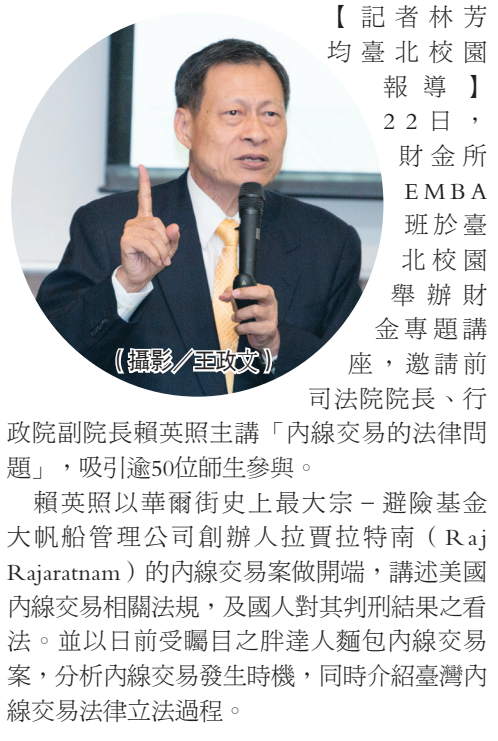 【記者林芳
均臺北校園
報導】
22日，
財金所
EMBA
班於臺
北校園
舉辦財
金專題講
座，邀請前
司法院院長、行
政院副院長賴英照主講「內線交易的法律問
題」，吸引逾50位師生參與。
賴英照以華爾街史上最大宗－避險基金
大帆船管理公司創辦人拉賈拉特南（Raj
Rajaratnam）的內線交易案做開端，講述美國
內線交易相關法規，及國人對其判刑結果之看
法。並以日前受矚目之胖達人麵包內線交易
案，分析內線交易發生時機，同時介紹臺灣內
線交易法律立法過程。
（攝影／王政文）